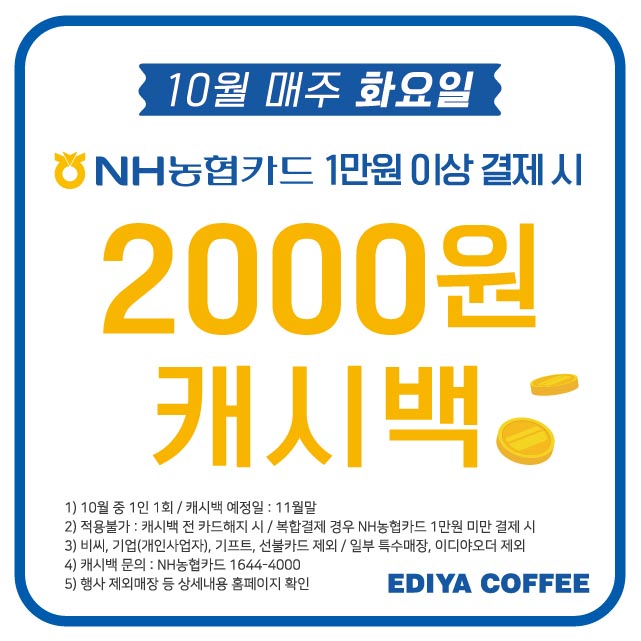 10월 매주 화요일
NH농협카드 1만원 이상 결제 시
2000원
캐시백
1) 10월 중 1인 1회 / 캐시백 예정일 : 11월말
2) 적용불가 : 캐시백 전 카드해지 시 / 복합결제 경우 NH농협카드 1만원 미만 결제 시
3) 비씨, 기업(개인사업자), 기프트, 선불카드 제외 / 일부 특수매장, 이디야오더 제외
4) 캐시백 문의 : NH농협카드 1644-4000
5) 행사 제외매장 등 상세내용 홈페이지 확인
EDIYA COFFEE